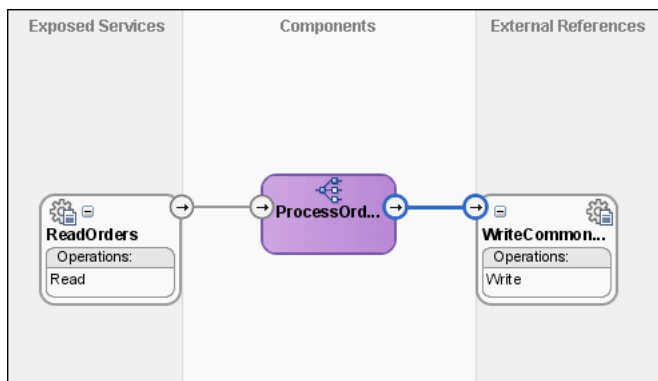 Exposed Services
Components
External References
ReadOrders
Operations:
Read
ProcessOrd...
WriteCommon...
Operations:
Write